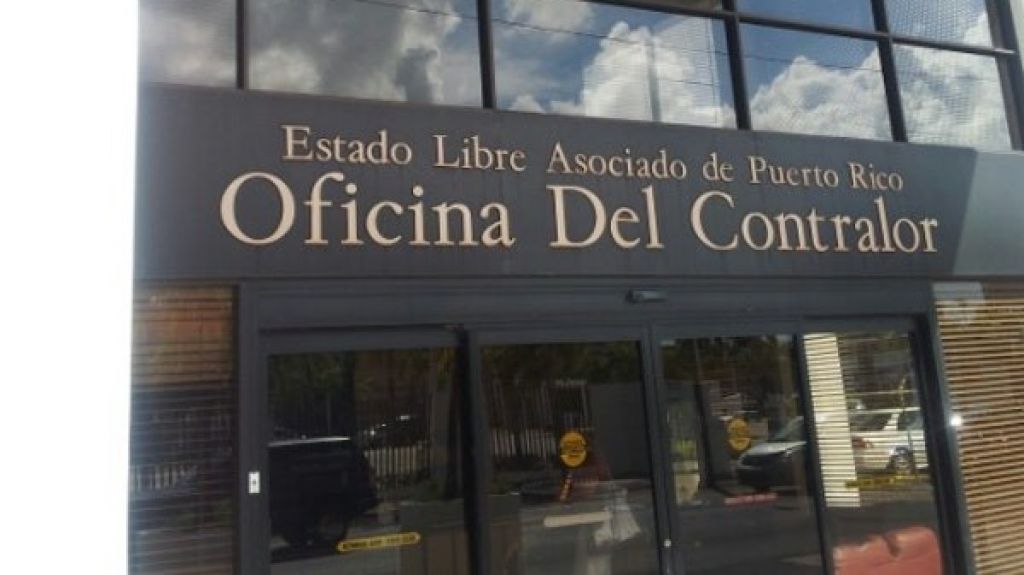 Estado Libre Asociado de Puerto Rico
Oficina Del Contralor